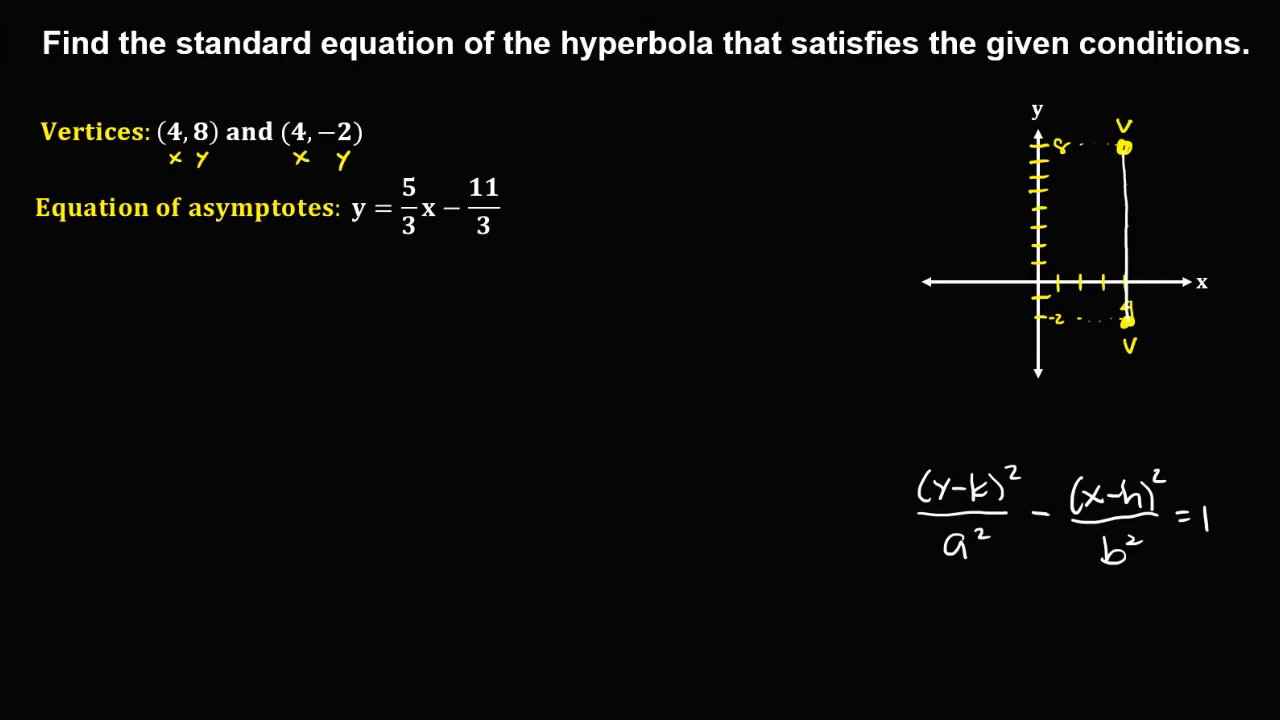 Find the standard equation of the hyperbola that satisfies the given conditions.
Vertices: (4, 8) and (4, −2)
x y x y
Equation of asymptotes: y = 5/3 x − 11/3
y
V
8
x
4
-2
V
(y-k)²/a² - (x-h)²/b² = 1